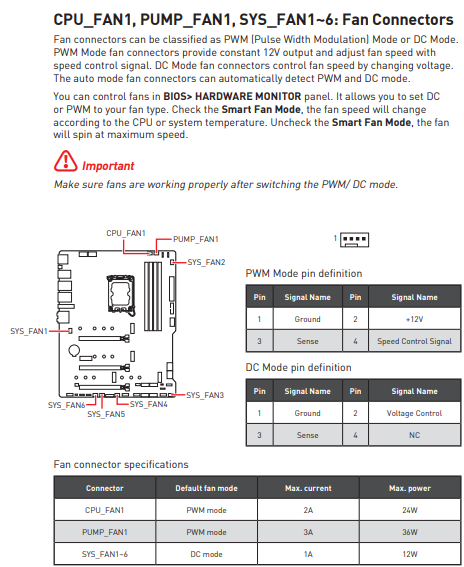 CPU_FAN1, PUMP_FAN1, SYS_FAN1~6: Fan Connectors
Fan connectors can be classified as PWM (Pulse Width Modulation) Mode or DC Mode.
PWM Mode fan connectors provide constant 12V output and adjust fan speed with
speed control signal. DC Mode fan connectors control fan speed by changing voltage.
The auto mode fan connectors can automatically detect PWM and DC mode.
You can control fans in BIOS> HARDWARE MONITOR panel. It allows you to set DC
or PWM to your fan type. Check the Smart Fan Mode, the fan speed will change
according to the CPU or system temperature. Uncheck the Smart Fan Mode, the fan
will spin at maximum speed.
Important
Make sure fans are working properly after switching the PWM/ DC mode.
CPU_FAN1
PUMP_FAN1
SYS_FAN2
SYS_FAN1
SYS_FAN3
SYS_FAN6
SYS_FAN4
SYS_FAN5
1
PWM Mode pin definition
Pin Signal Name Pin Signal Name
1 Ground 2 +12V
3 Sense 4 Speed Control Signal
DC Mode pin definition
Pin Signal Name Pin Signal Name
1 Ground 2 Voltage Control
3 Sense 4 NC
Fan connector specifications
Connector Default fan mode Max. current Max. power
CPU_FAN1 PWM mode 2A 24W
PUMP_FAN1 PWM mode 3A 36W
SYS_FAN1~6 DC mode 1A 12W